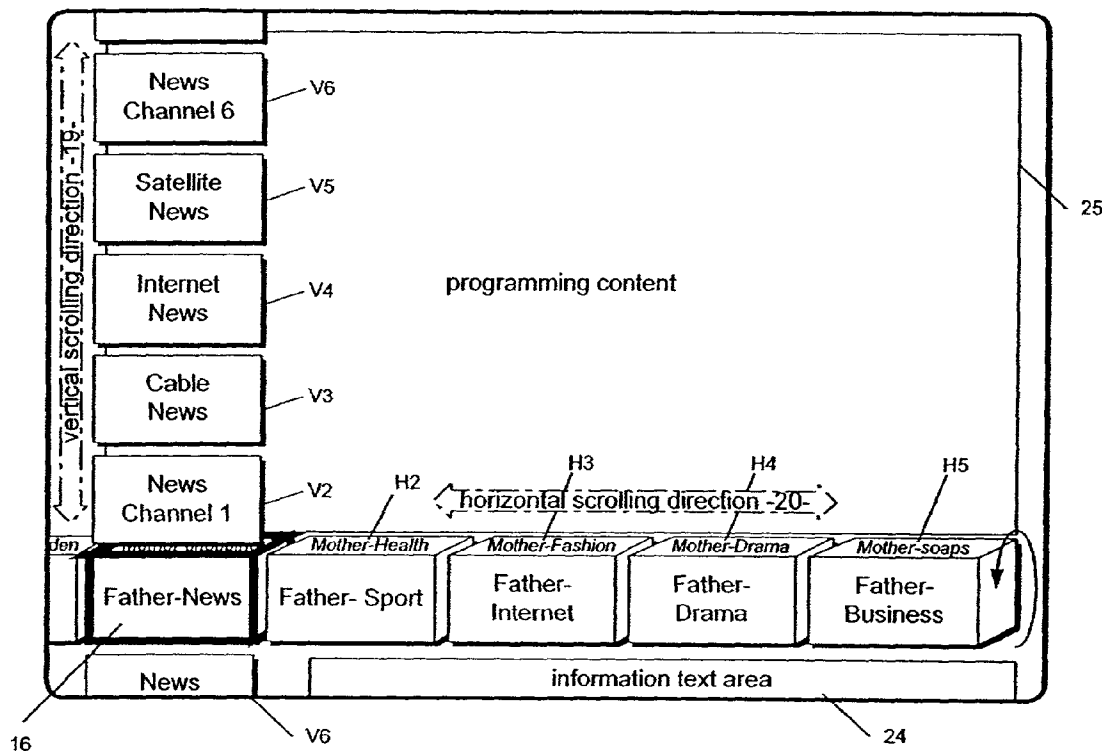 News
Channel 6
V6
vertical scrolling direction -19-
Satellite
News
V5
25
Internet
News
V4
programming content
Cable
News
V3
News
Channel 1
V2
H2
H3
H4
H5
horizontal scrolling direction -20-
den
Mother-Health
Mother-Fashion
Mother-Drama
Mother-soaps
Father-News
Father- Sport
Father-
Internet
Father-
Drama
Father-
Business
News
information text area
16
V6
24